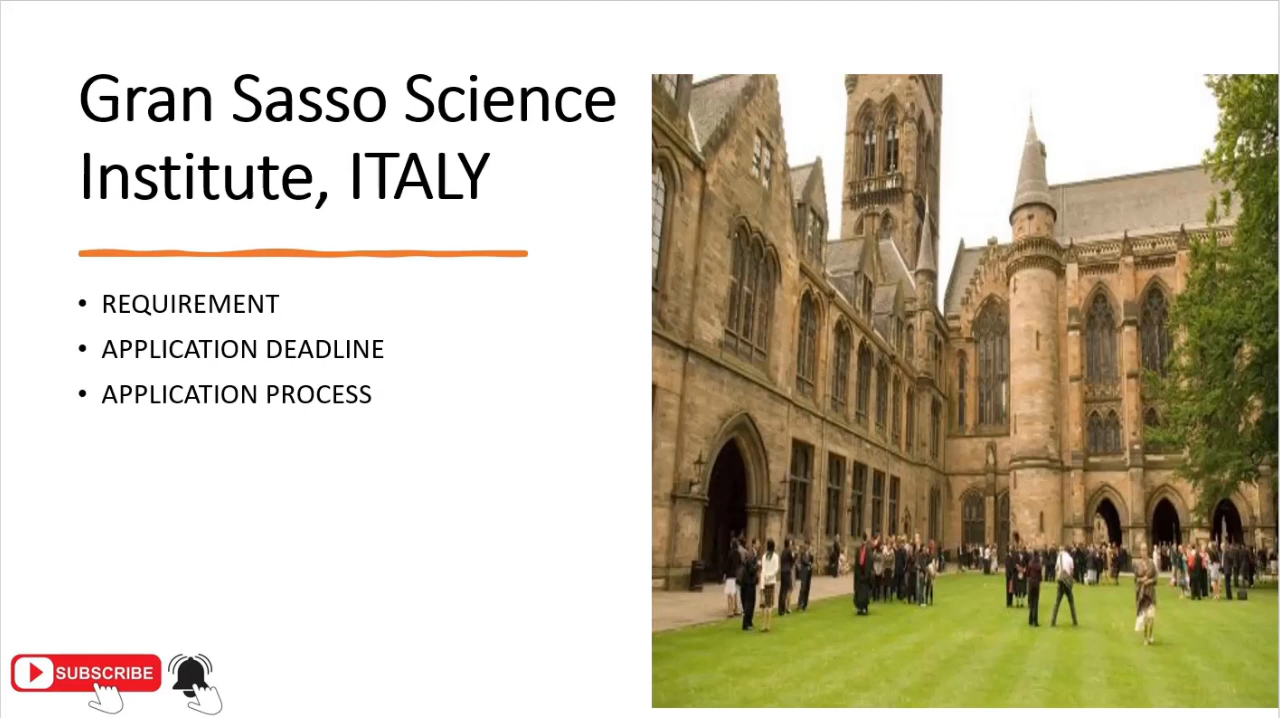 Gran Sasso Science
Institute, ITALY
• REQUIREMENT
• APPLICATION DEADLINE
• APPLICATION PROCESS
SUBSCRIBE